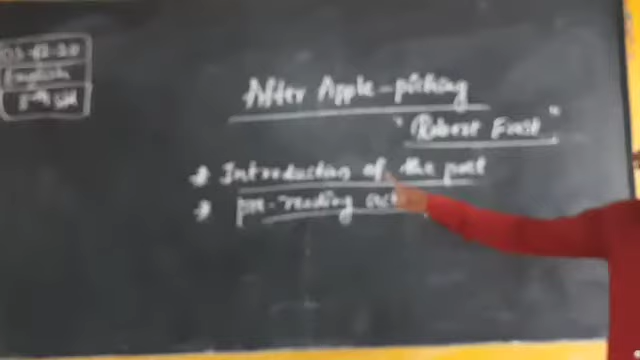 English
After Apple-picking
"Robert Frost"
* Introduction of the poet
* pre-reading